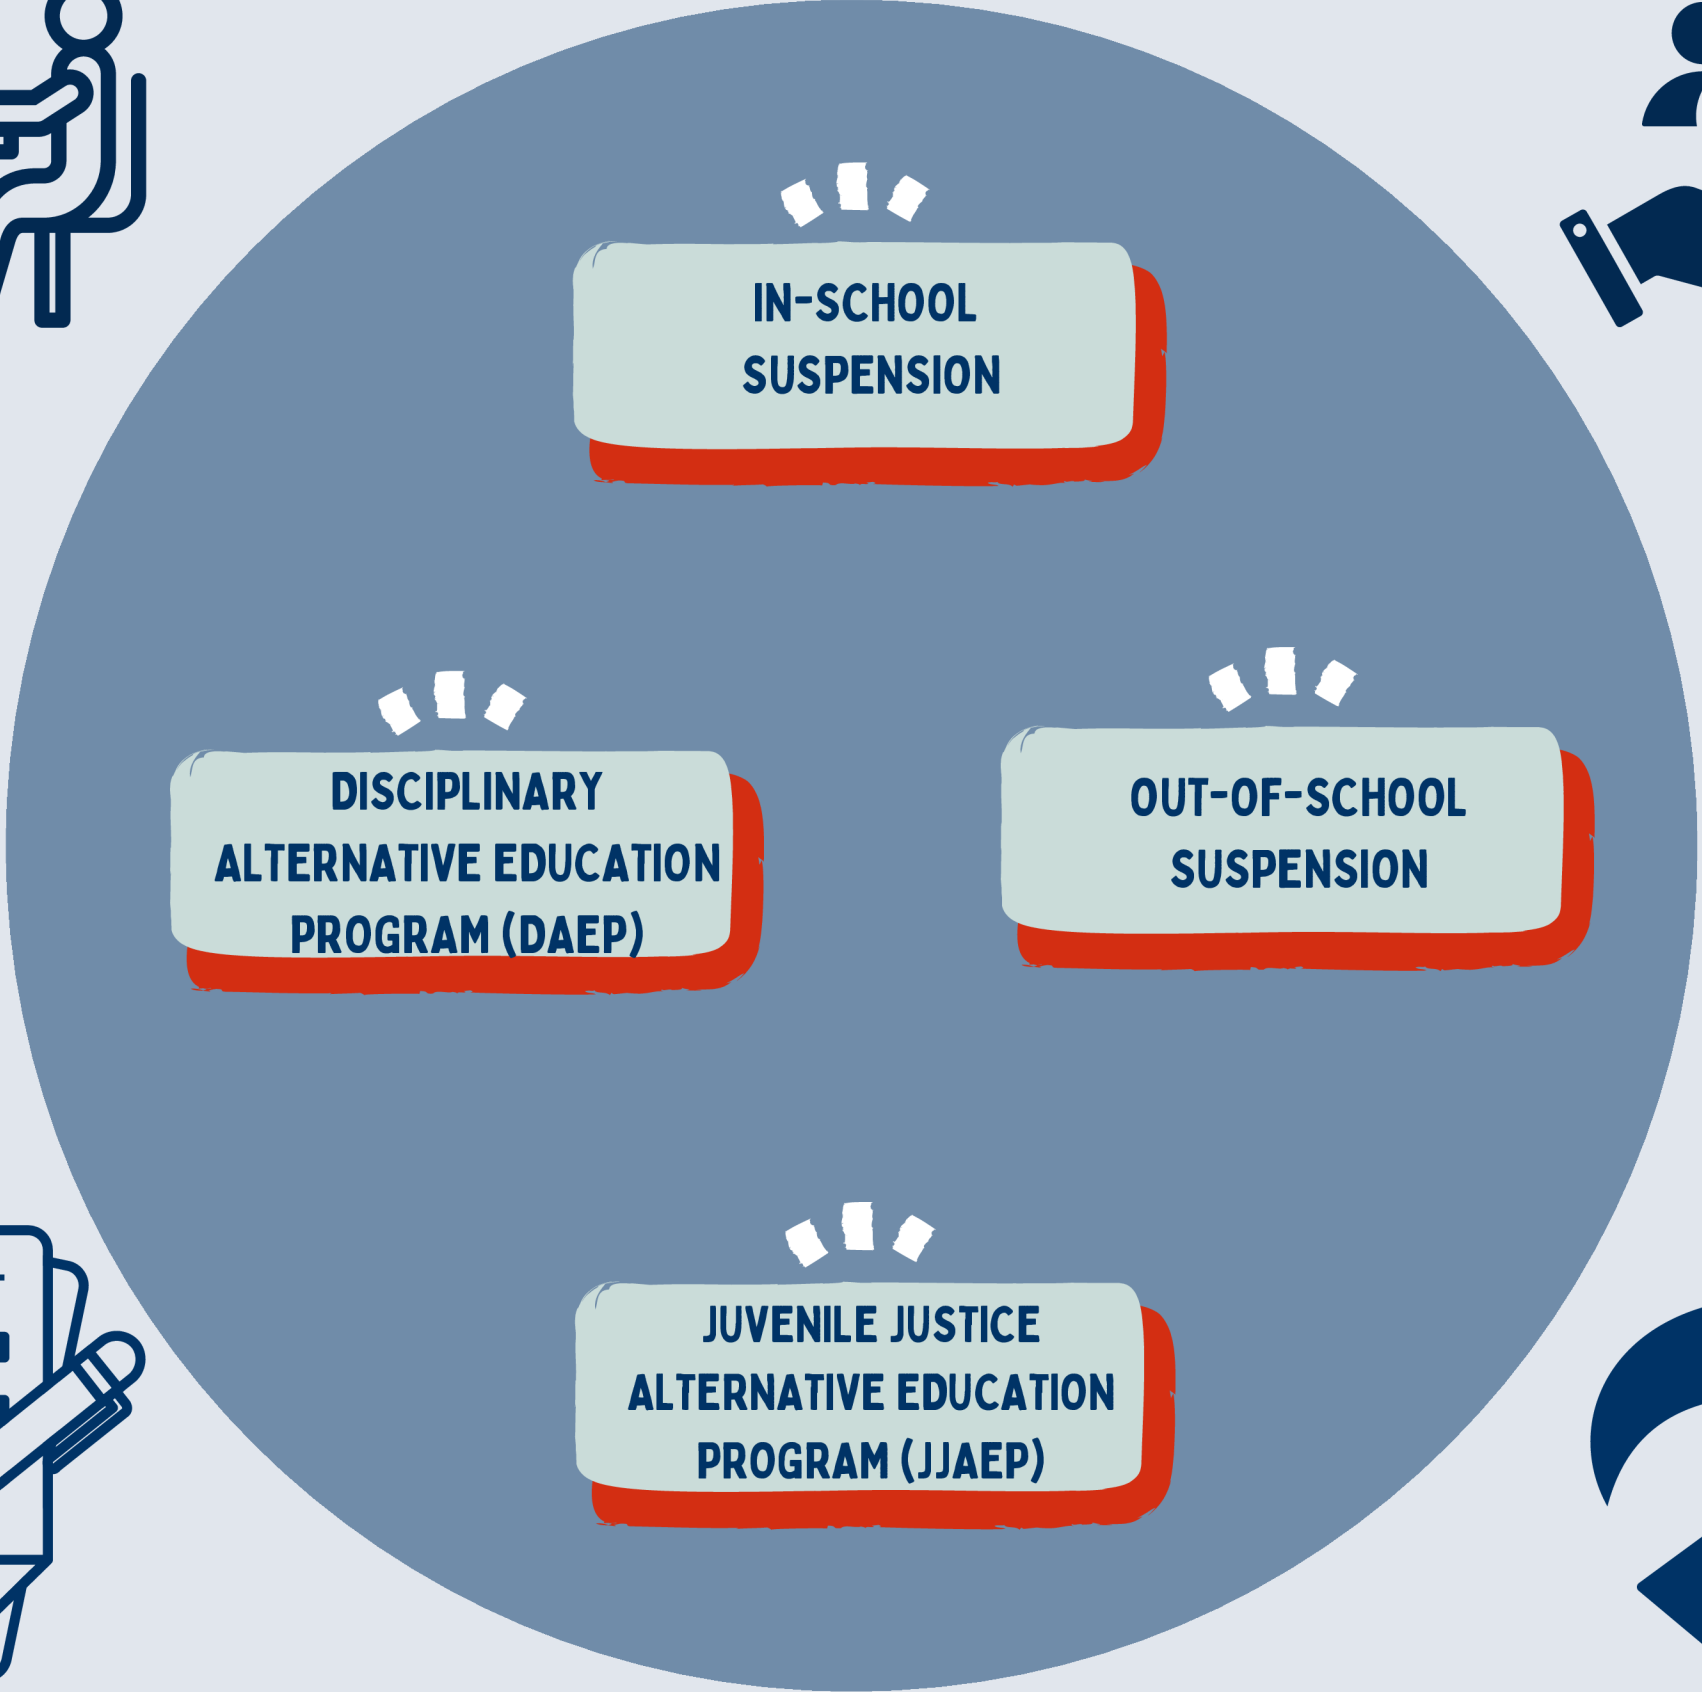 IN-SCHOOL
SUSPENSION
DISCIPLINARY
ALTERNATIVE EDUCATION
PROGRAM (DAEP)
OUT-OF-SCHOOL
SUSPENSION
JUVENILE JUSTICE
ALTERNATIVE EDUCATION
PROGRAM (JJAEP)